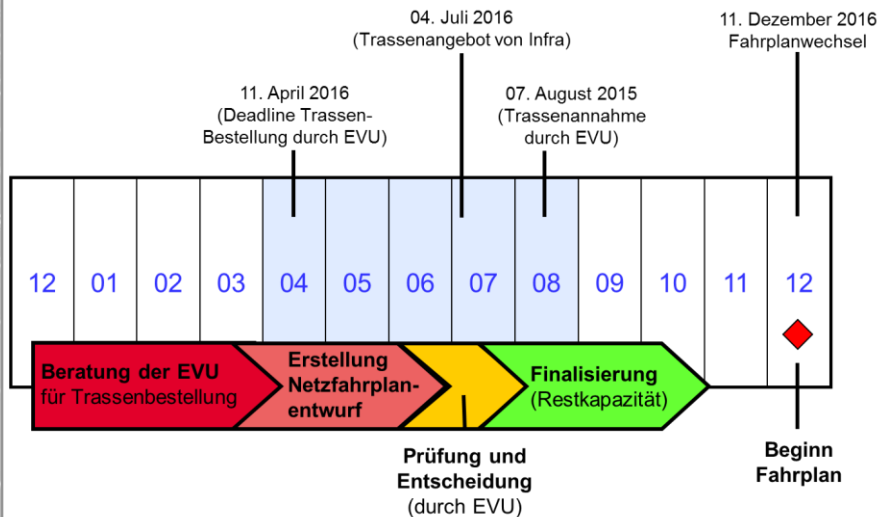 04. Juli 2016
(Trassenangebot von Infra)
11. Dezember 2016
Fahrplanwechsel
11. April 2016
(Deadline Trassen-
Bestellung durch EVU)
07. August 2015
(Trassenannahme
durch EVU)
12 01 02 03 04 05 06 07 08 09 10 11 12
Beratung der EVU
für Trassenbestellung
Erstellung
Netzfahrplan-
entwurf
Finalisierung
(Restkapazität)
Prüfung und
Entscheidung
(durch EVU)
Beginn
Fahrplan